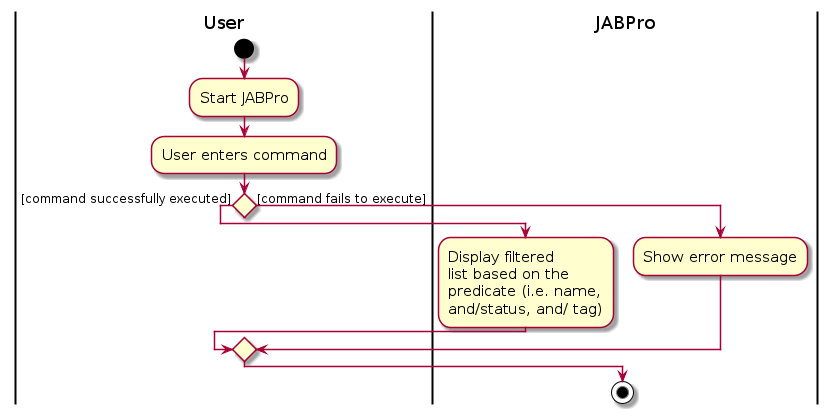 User
JABPro
Start JABPro
User enters command
[command successfully executed]
[command fails to execute]
Display filtered
list based on the
predicate (i.e. name,
and/status, and/ tag)
Show error message